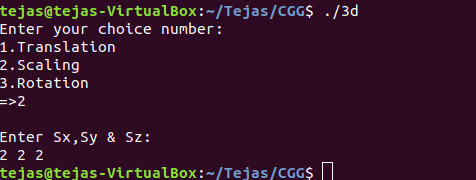 tejas@tejas-VirtualBox:~/Tejas/CGG$ ./3d
Enter your choice number:
1.Translation
2.Scaling
3.Rotation
=>2
Enter Sx,Sy & Sz:
2 2 2
tejas@tejas-VirtualBox:~/Tejas/CGG$